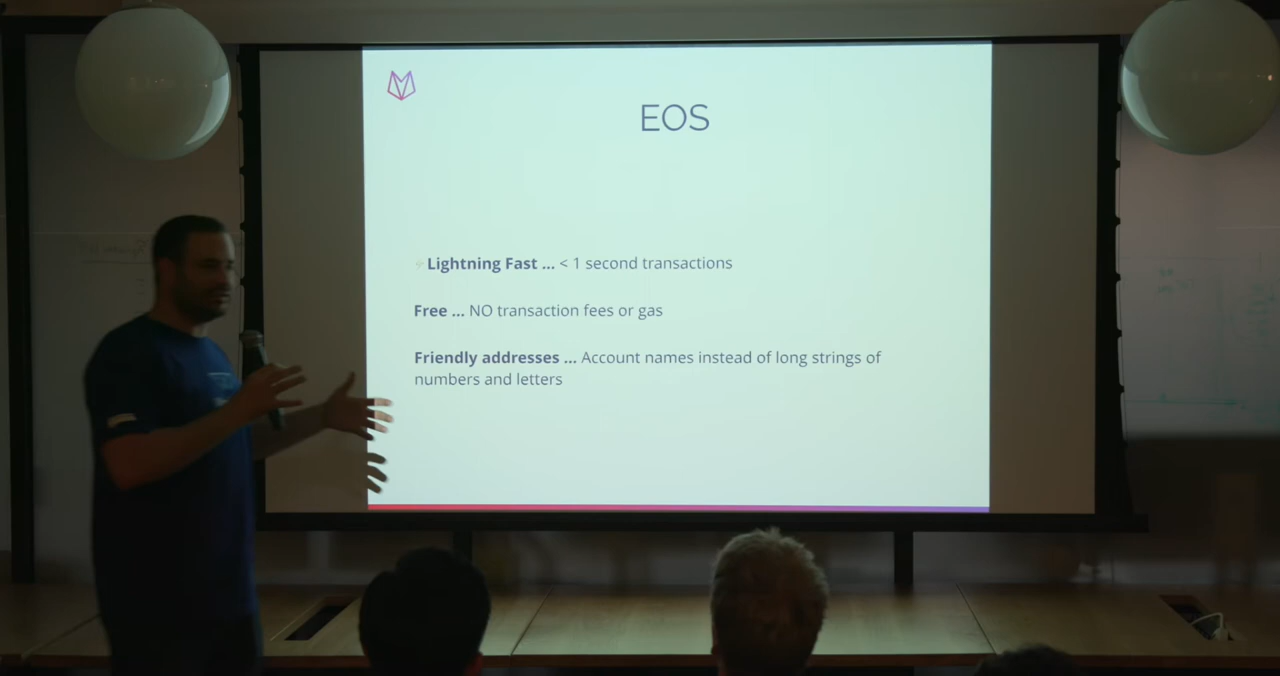 EOS
Lightning Fast ... < 1 second transactions
Free ... NO transaction fees or gas
Friendly addresses ... Account names instead of long strings of
numbers and letters